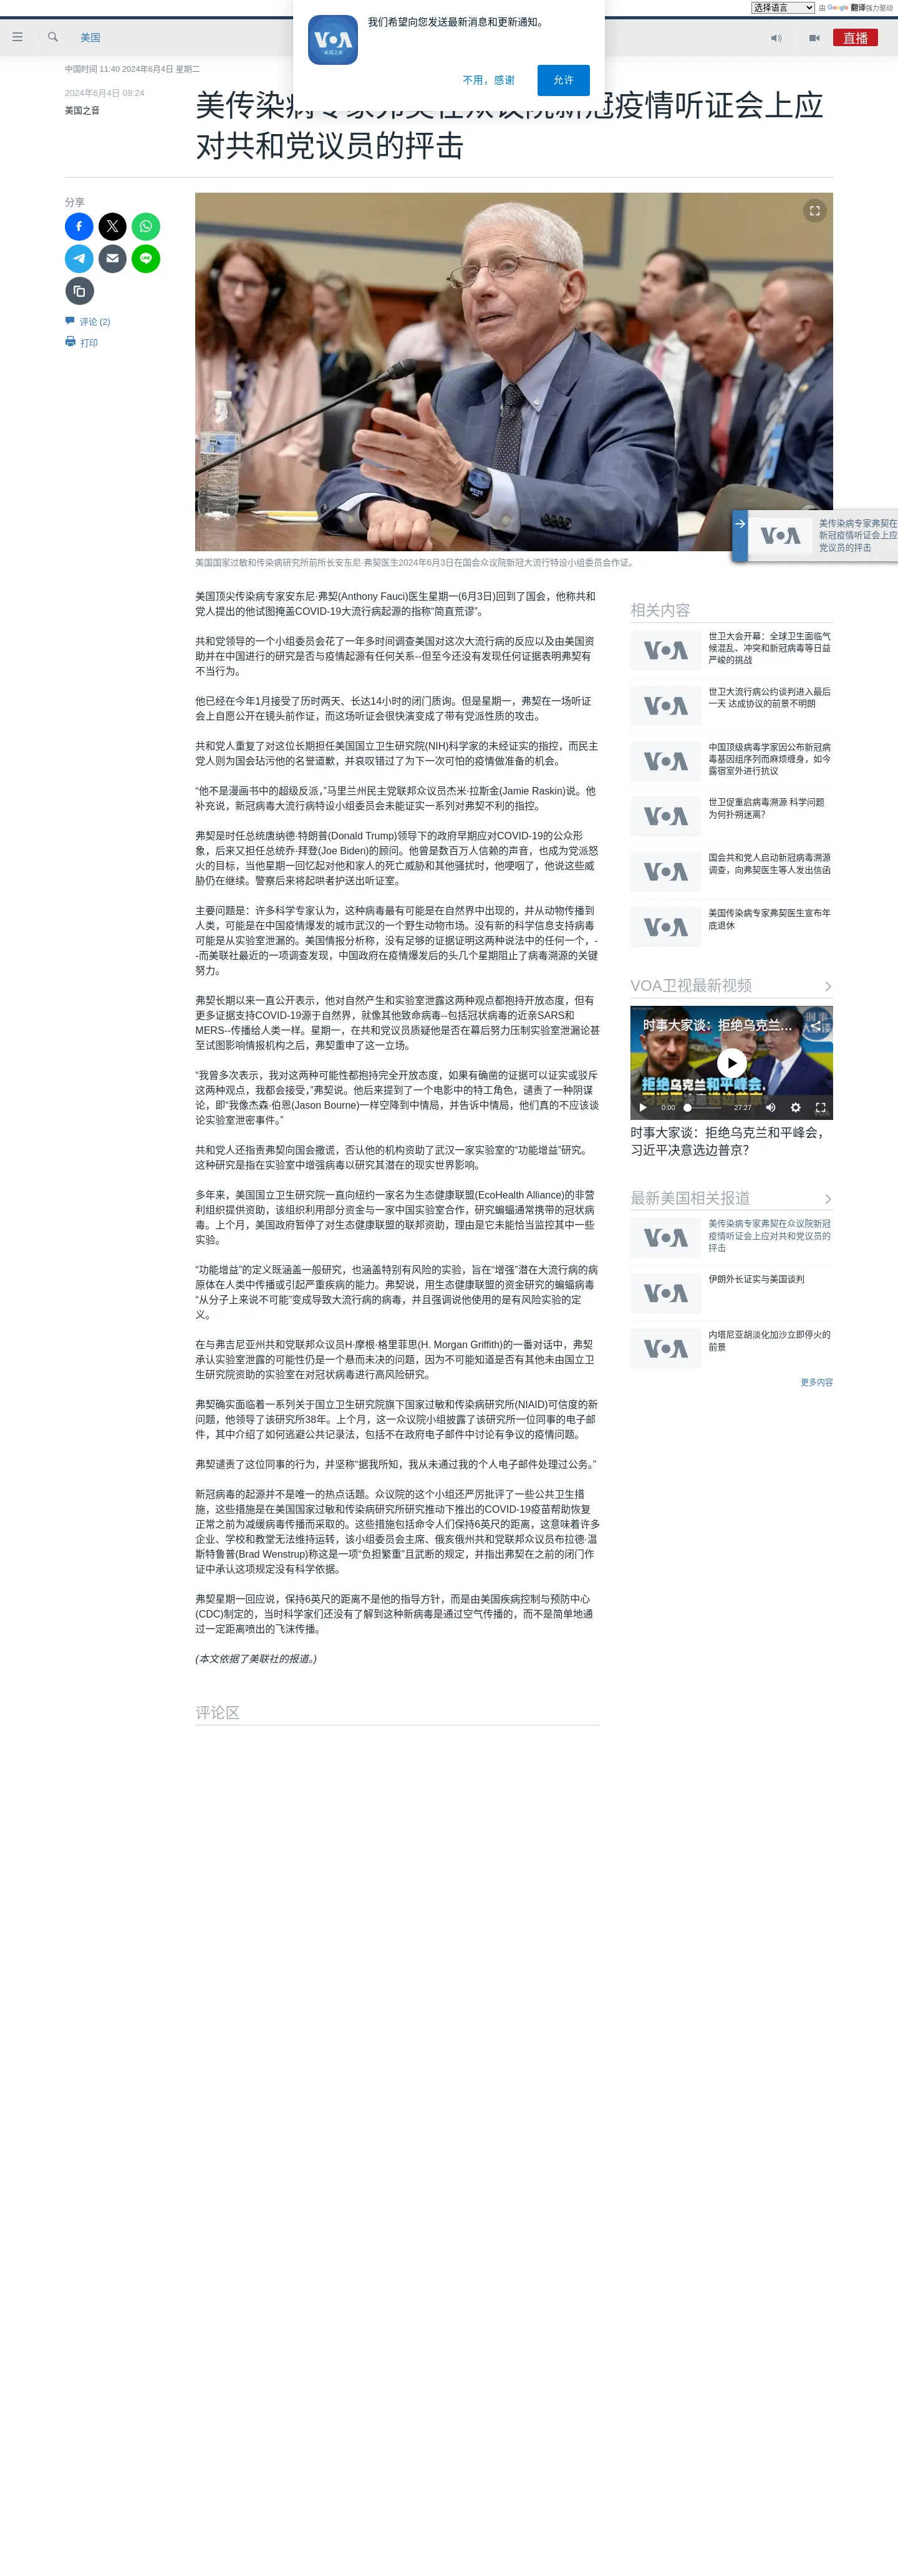 选择语言
由 Google 翻译强力驱动
我们希望向您发送最新消息和更新通知。
VOA
不用，感谢
允许
美国
直播
中国时间 11:40 2024年6月4日 星期二
2024年6月4日 09:24
美国之音
美传染病专家弗契在众议院新冠疫情听证会上应
对共和党议员的抨击
分享
评论 (2)
打印
美国国家过敏和传染病研究所前所长安东尼·弗契医生2024年6月3日在国会众议院新冠大流行特设小组委员会作证。
VOA
美传染病专家弗契在
新冠疫情听证会上应
党议员的抨击
美国顶尖传染病专家安东尼·弗契(Anthony Fauci)医生星期一(6月3日)回到了国会，他称共和
党人提出的他试图掩盖COVID-19大流行病起源的指称“简直荒谬”。
共和党领导的一个小组委员会花了一年多时间调查美国对这次大流行病的反应以及由美国资
助并在中国进行的研究是否与疫情起源有任何关系--但至今还没有发现任何证据表明弗契有
不当行为。
他已经在今年1月接受了历时两天、长达14小时的闭门质询。但是星期一，弗契在一场听证
会上自愿公开在镜头前作证，而这场听证会很快演变成了带有党派性质的攻击。
共和党人重复了对这位长期担任美国国立卫生研究院(NIH)科学家的未经证实的指控，而民主
党人则为国会玷污他的名誉道歉，并哀叹错过了为下一次可怕的疫情做准备的机会。
“他不是漫画书中的超级反派，”马里兰州民主党联邦众议员杰米·拉斯金(Jamie Raskin)说。他
补充说，新冠病毒大流行病特设小组委员会未能证实一系列对弗契不利的指控。
弗契是时任总统唐纳德·特朗普(Donald Trump)领导下的政府早期应对COVID-19的公众形
象，后来又担任总统乔·拜登(Joe Biden)的顾问。他曾是数百万人信赖的声音，也成为党派怒
火的目标，当他星期一回忆起对他和家人的死亡威胁和其他骚扰时，他哽咽了，他说这些威
胁仍在继续。警察后来将起哄者护送出听证室。
主要问题是：许多科学专家认为，这种病毒最有可能是在自然界中出现的，并从动物传播到
人类，可能是在中国疫情爆发的城市武汉的一个野生动物市场。没有新的科学信息支持病毒
可能是从实验室泄漏的。美国情报分析称，没有足够的证据证明这两种说法中的任何一个，-
-而美联社最近的一项调查发现，中国政府在疫情爆发后的头几个星期阻止了病毒溯源的关键
努力。
弗契长期以来一直公开表示，他对自然产生和实验室泄露这两种观点都抱持开放态度，但有
更多证据支持COVID-19源于自然界，就像其他致命病毒--包括冠状病毒的近亲SARS和
MERS--传播给人类一样。星期一，在共和党议员质疑他是否在幕后努力压制实验室泄漏论甚
至试图影响情报机构之后，弗契重申了这一立场。
“我曾多次表示，我对这两种可能性都抱持完全开放态度，如果有确凿的证据可以证实或驳斥
这两种观点，我都会接受，”弗契说。他后来提到了一个电影中的特工角色，谴责了一种阴谋
论，即“我像杰森·伯恩(Jason Bourne)一样空降到中情局，并告诉中情局，他们真的不应该谈
论实验室泄密事件。”
共和党人还指责弗契向国会撒谎，否认他的机构资助了武汉一家实验室的“功能增益”研究。
这种研究是指在实验室中增强病毒以研究其潜在的现实世界影响。
多年来，美国国立卫生研究院一直向纽约一家名为生态健康联盟(EcoHealth Alliance)的非营
利组织提供资助，该组织利用部分资金与一家中国实验室合作，研究蝙蝠通常携带的冠状病
毒。上个月，美国政府暂停了对生态健康联盟的联邦资助，理由是它未能恰当监控其中一些
实验。
“功能增益”的定义既涵盖一般研究，也涵盖特别有风险的实验，旨在“增强”潜在大流行病的病
原体在人类中传播或引起严重疾病的能力。弗契说，用生态健康联盟的资金研究的蝙蝠病毒
“从分子上来说不可能”变成导致大流行病的病毒，并且强调说他使用的是有风险实验的定
义。
在与弗吉尼亚州共和党联邦众议员H·摩根·格里菲思(H. Morgan Griffith)的一番对话中，弗契
承认实验室泄露的可能性仍是一个悬而未决的问题，因为不可能知道是否有其他未由国立卫
生研究院资助的实验室在对冠状病毒进行高风险研究。
弗契确实面临着一系列关于国立卫生研究院旗下国家过敏和传染病研究所(NIAID)可信度的新
问题，他领导了该研究所38年。上个月，这一众议院小组披露了该研究所一位同事的电子邮
件，其中介绍了如何逃避公共记录法，包括不在政府电子邮件中讨论有争议的疫情问题。
弗契谴责了这位同事的行为，并坚称“据我所知，我从未通过我的个人电子邮件处理过公务。”
新冠病毒的起源并不是唯一的热点话题。众议院的这个小组还严厉批评了一些公共卫生措
施，这些措施是在美国国家过敏和传染病研究所研究推动下推出的COVID-19疫苗帮助恢复
正常之前为减缓病毒传播而采取的。这些措施包括命令人们保持6英尺的距离，这意味着许多
企业、学校和教堂无法维持运转，该小组委员会主席、俄亥俄州共和党联邦众议员布拉德·温
斯特鲁普(Brad Wenstrup)称这是一项“负担繁重”且武断的规定，并指出弗契在之前的闭门作
证中承认这项规定没有科学依据。
弗契星期一回应说，保持6英尺的距离不是他的指导方针，而是由美国疾病控制与预防中心
(CDC)制定的，当时科学家们还没有了解到这种新病毒是通过空气传播的，而不是简单地通
过一定距离喷出的飞沫传播。
(本文依据了美联社的报道。)
评论区
相关内容
VOA
世卫大会开幕：全球卫生面临气
候混乱、冲突和新冠病毒等日益
严峻的挑战
VOA
世卫大流行病公约谈判进入最后
一天 达成协议的前景不明朗
VOA
中国顶级病毒学家因公布新冠病
毒基因组序列而麻烦缠身，如今
露宿室外进行抗议
VOA
世卫促重启病毒溯源 科学问题
为何扑朔迷离？
VOA
国会共和党人启动新冠病毒溯源
调查，向弗契医生等人发出信函
VOA
美国传染病专家弗契医生宣布年
底退休
VOA卫视最新视频
时事大家谈：拒绝乌克兰...
拒绝乌克兰和平峰会，
0:00
27:27
时事大家谈：拒绝乌克兰和平峰会，
习近平决意选边普京？
最新美国相关报道
VOA
美传染病专家弗契在众议院新冠
疫情听证会上应对共和党议员的
抨击
VOA
伊朗外长证实与美国谈判
VOA
内塔尼亚胡淡化加沙立即停火的
前景
更多内容